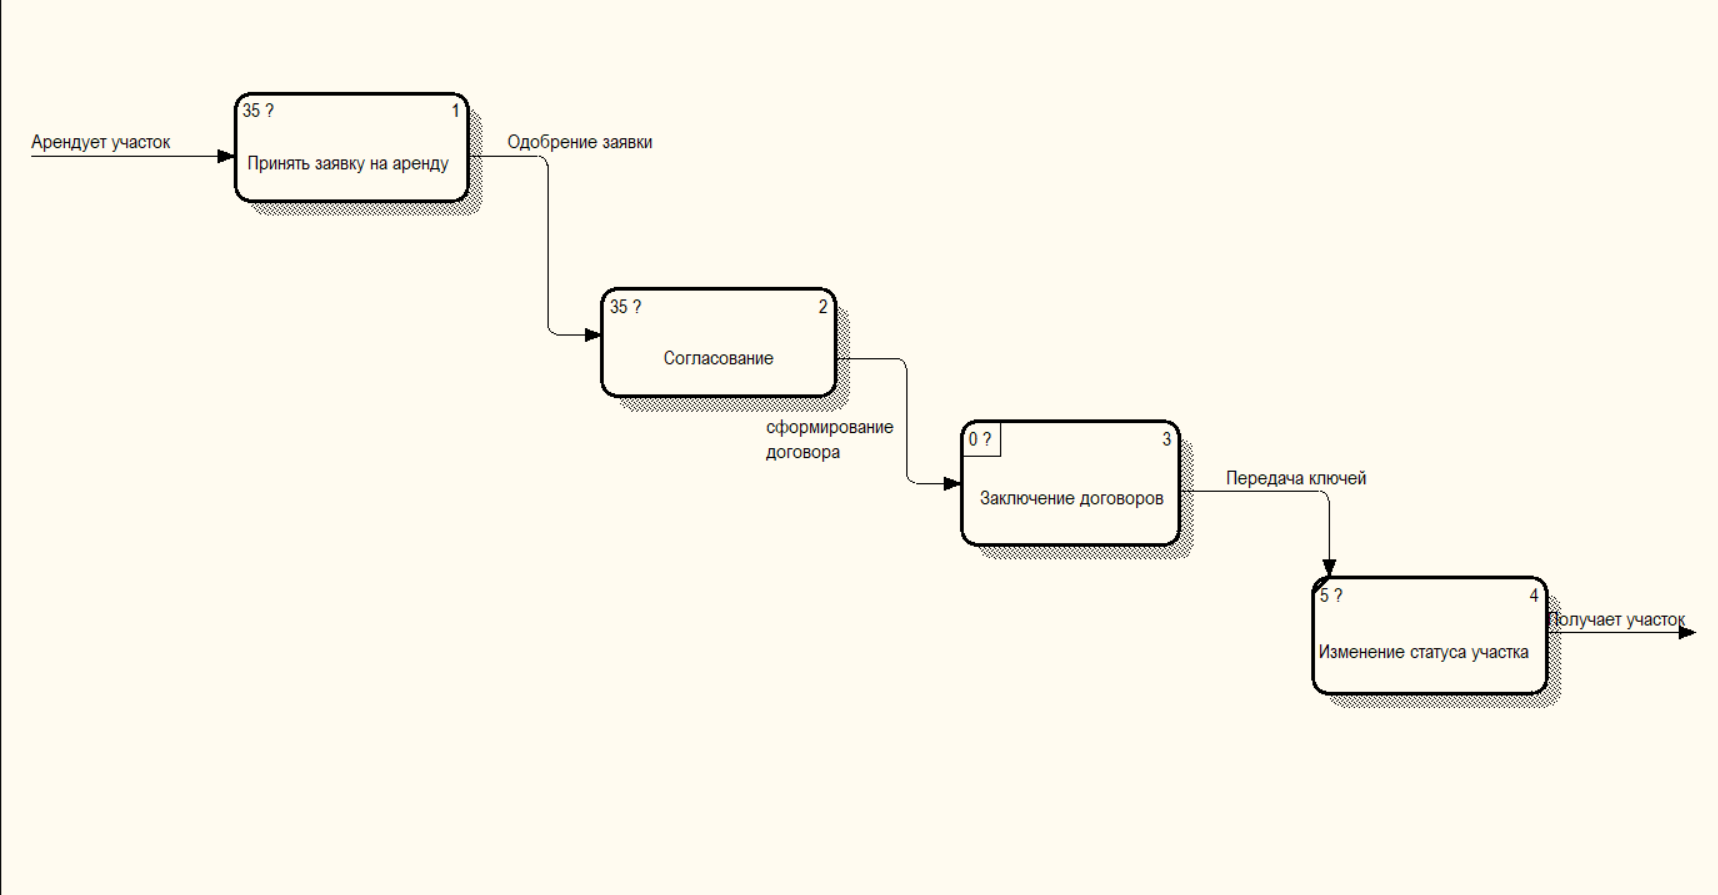 Арендует участок
35 ?
1
Принять заявку на аренду
Одобрение заявки
35 ?
2
Согласование
сформирование
договора
0 ?
3
Заключение договоров
Передача ключей
5 ?
4
Изменение статуса участка
Получает участок